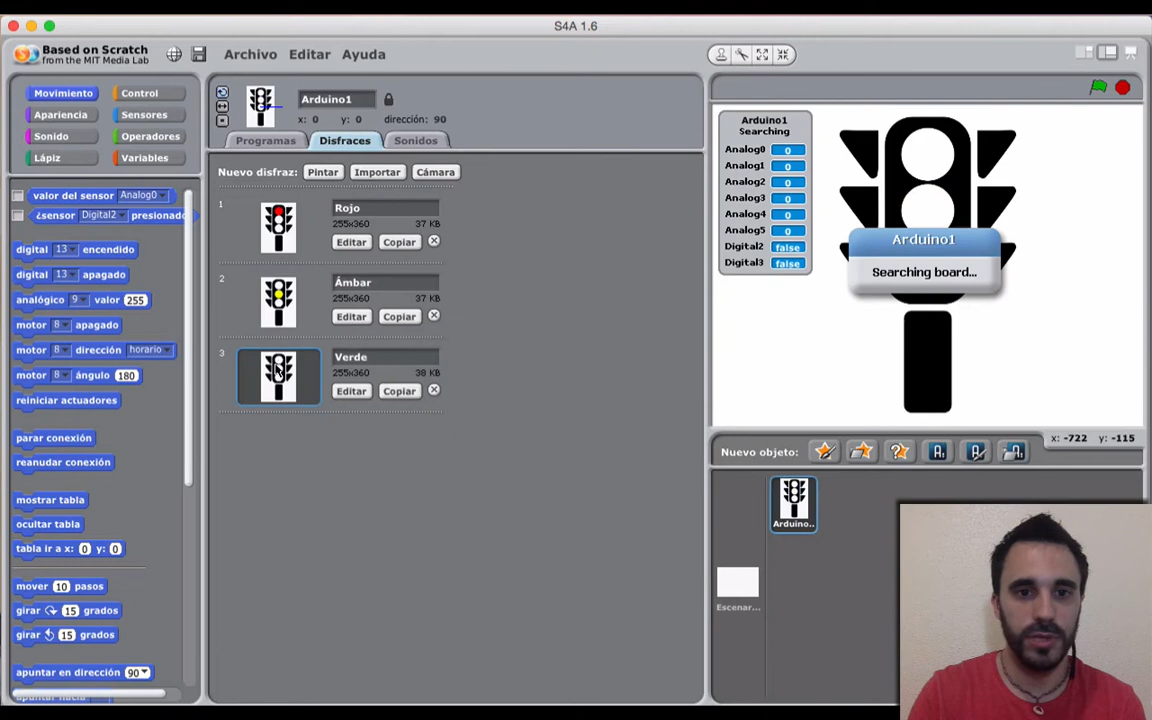 S4A 1.6
Based on Scratch
from the MIT Media Lab
Archivo Editar Ayuda
Movimiento Control
Apariencia Sensores
Sonido Operadores
Lápiz Variables
valor del sensor Analog0
¿sensor Digital2 presionado
digital 13 encendido
digital 13 apagado
analógico 9 valor 255
motor 8 apagado
motor 8 dirección horario
motor 8 ángulo 180
reiniciar actuadores
parar conexión
reanudar conexión
mostrar tabla
ocultar tabla
tabla ir a x: 0 y: 0
mover 10 pasos
girar 15 grados
girar 15 grados
apuntar en dirección 90
Arduino1
x: 0 y: 0 dirección: 90
Programas Disfraces Sonidos
Nuevo disfraz: Pintar Importar Cámara
1 Rojo
255x360 37 KB
Editar Copiar
2 Ámbar
255x360 37 KB
Editar Copiar
3 Verde
255x360 38 KB
Editar Copiar
Arduino1
Searching
Analog0 0
Analog1 0
Analog2 0
Analog3 0
Analog4 0
Analog5 0
Digital2 false
Digital3 false
Arduino1
Searching board...
x: -722 y: -115
Nuevo objeto:
Arduino..
Escenar...